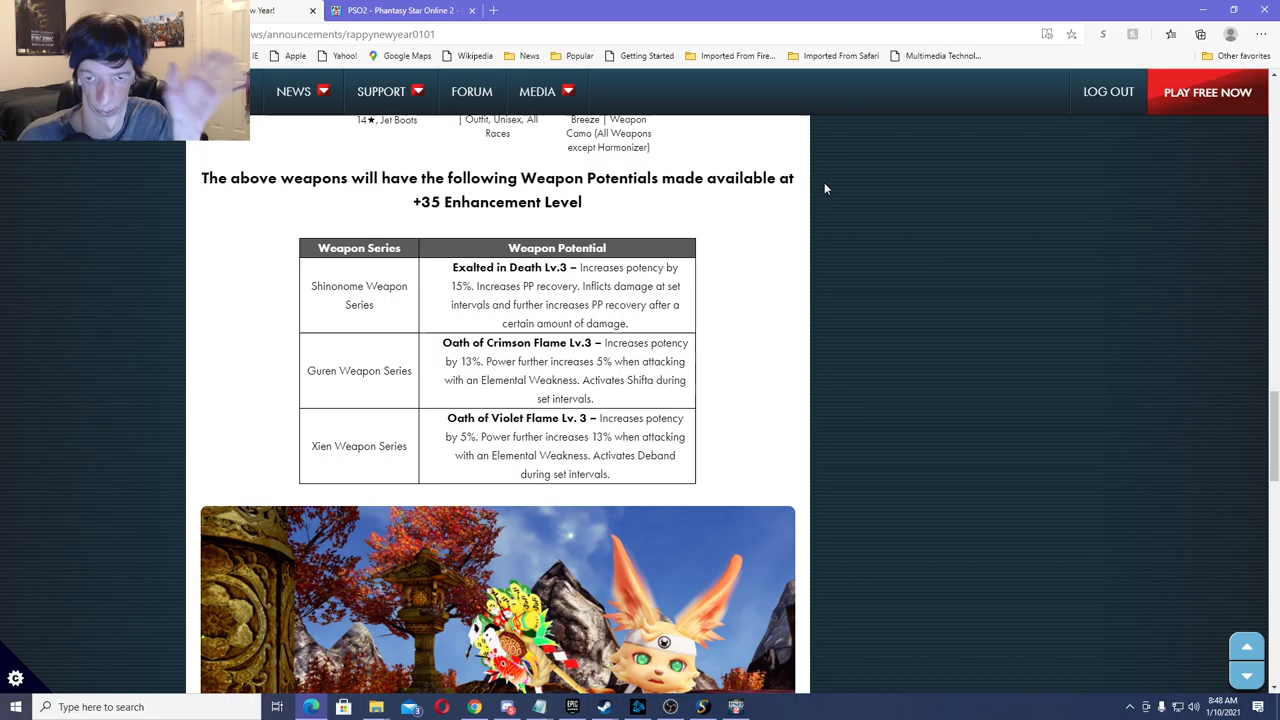 w Year!
PSO2 - Phantasy Star Online 2 -
ws/announcements/rappynewyear0101
IE
Apple
Yahoo!
Google Maps
Wikipedia
News
Popular
Getting Started
Imported From Fire...
Imported From Safari
Multimedia Technol...
Other favorites
NEWS
SUPPORT
FORUM
MEDIA
LOG OUT
PLAY FREE NOW
14★, Jet Boots
| Outfit, Unisex, All
Races
Breeze | Weapon
Camo (All Weapons
except Harmonizer)
The above weapons will have the following Weapon Potentials made available at
+35 Enhancement Level
Weapon Series
Weapon Potential
Shinonome Weapon
Series
Exalted in Death Lv.3 – Increases potency by
15%. Increases PP recovery. Inflicts damage at set
intervals and further increases PP recovery after a
certain amount of damage.
Guren Weapon Series
Oath of Crimson Flame Lv.3 – Increases potency
by 13%. Power further increases 5% when attacking
with an Elemental Weakness. Activates Shifta during
set intervals.
Xien Weapon Series
Oath of Violet Flame Lv. 3 – Increases potency
by 5%. Power further increases 13% when attacking
with an Elemental Weakness. Activates Deband
during set intervals.
Type here to search
8:48 AM
1/10/2021